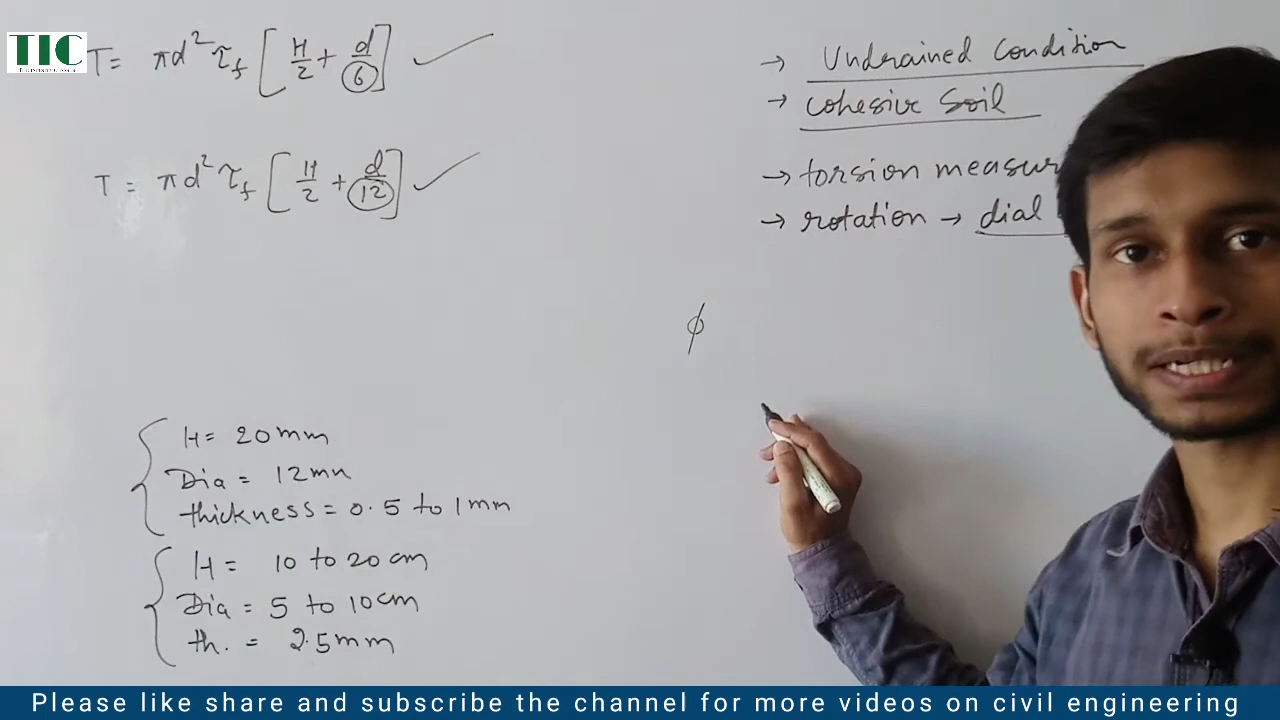 TIC
T = πd² τf [H/2 + d/6]
T = πd² τf [H/2 + d/12]
→ Undrained Condition
→ Cohesive Soil
→ torsion measur
→ rotation → dial
ϕ
H = 20mm
Dia = 12mm
thickness = 0.5 to 1mm
H = 10 to 20cm
Dia = 5 to 10cm
th. = 2.5mm
Please like share and subscribe the channel for more videos on civil engineering